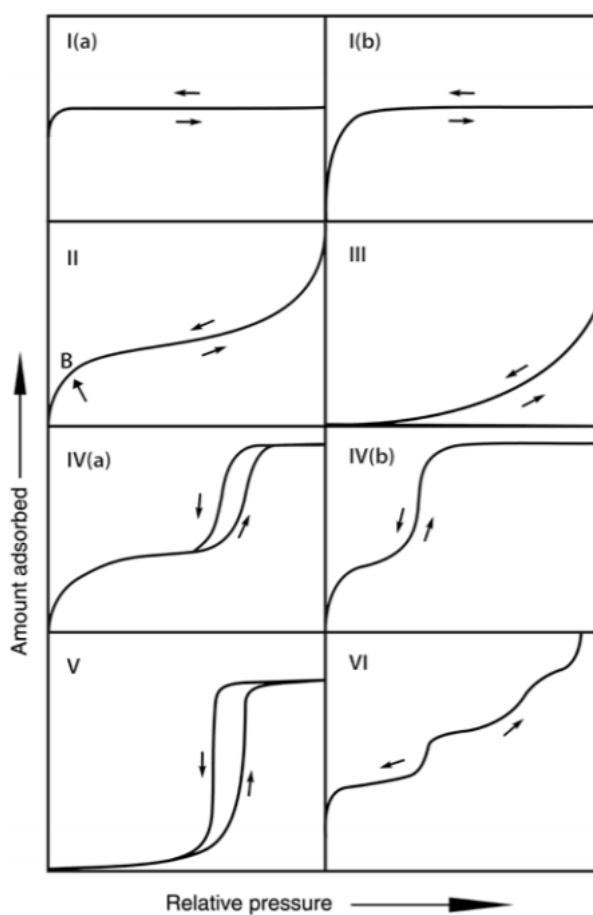 I(a)
I(b)
II
III
B
IV(a)
IV(b)
V
VI
Amount adsorbed
Relative pressure